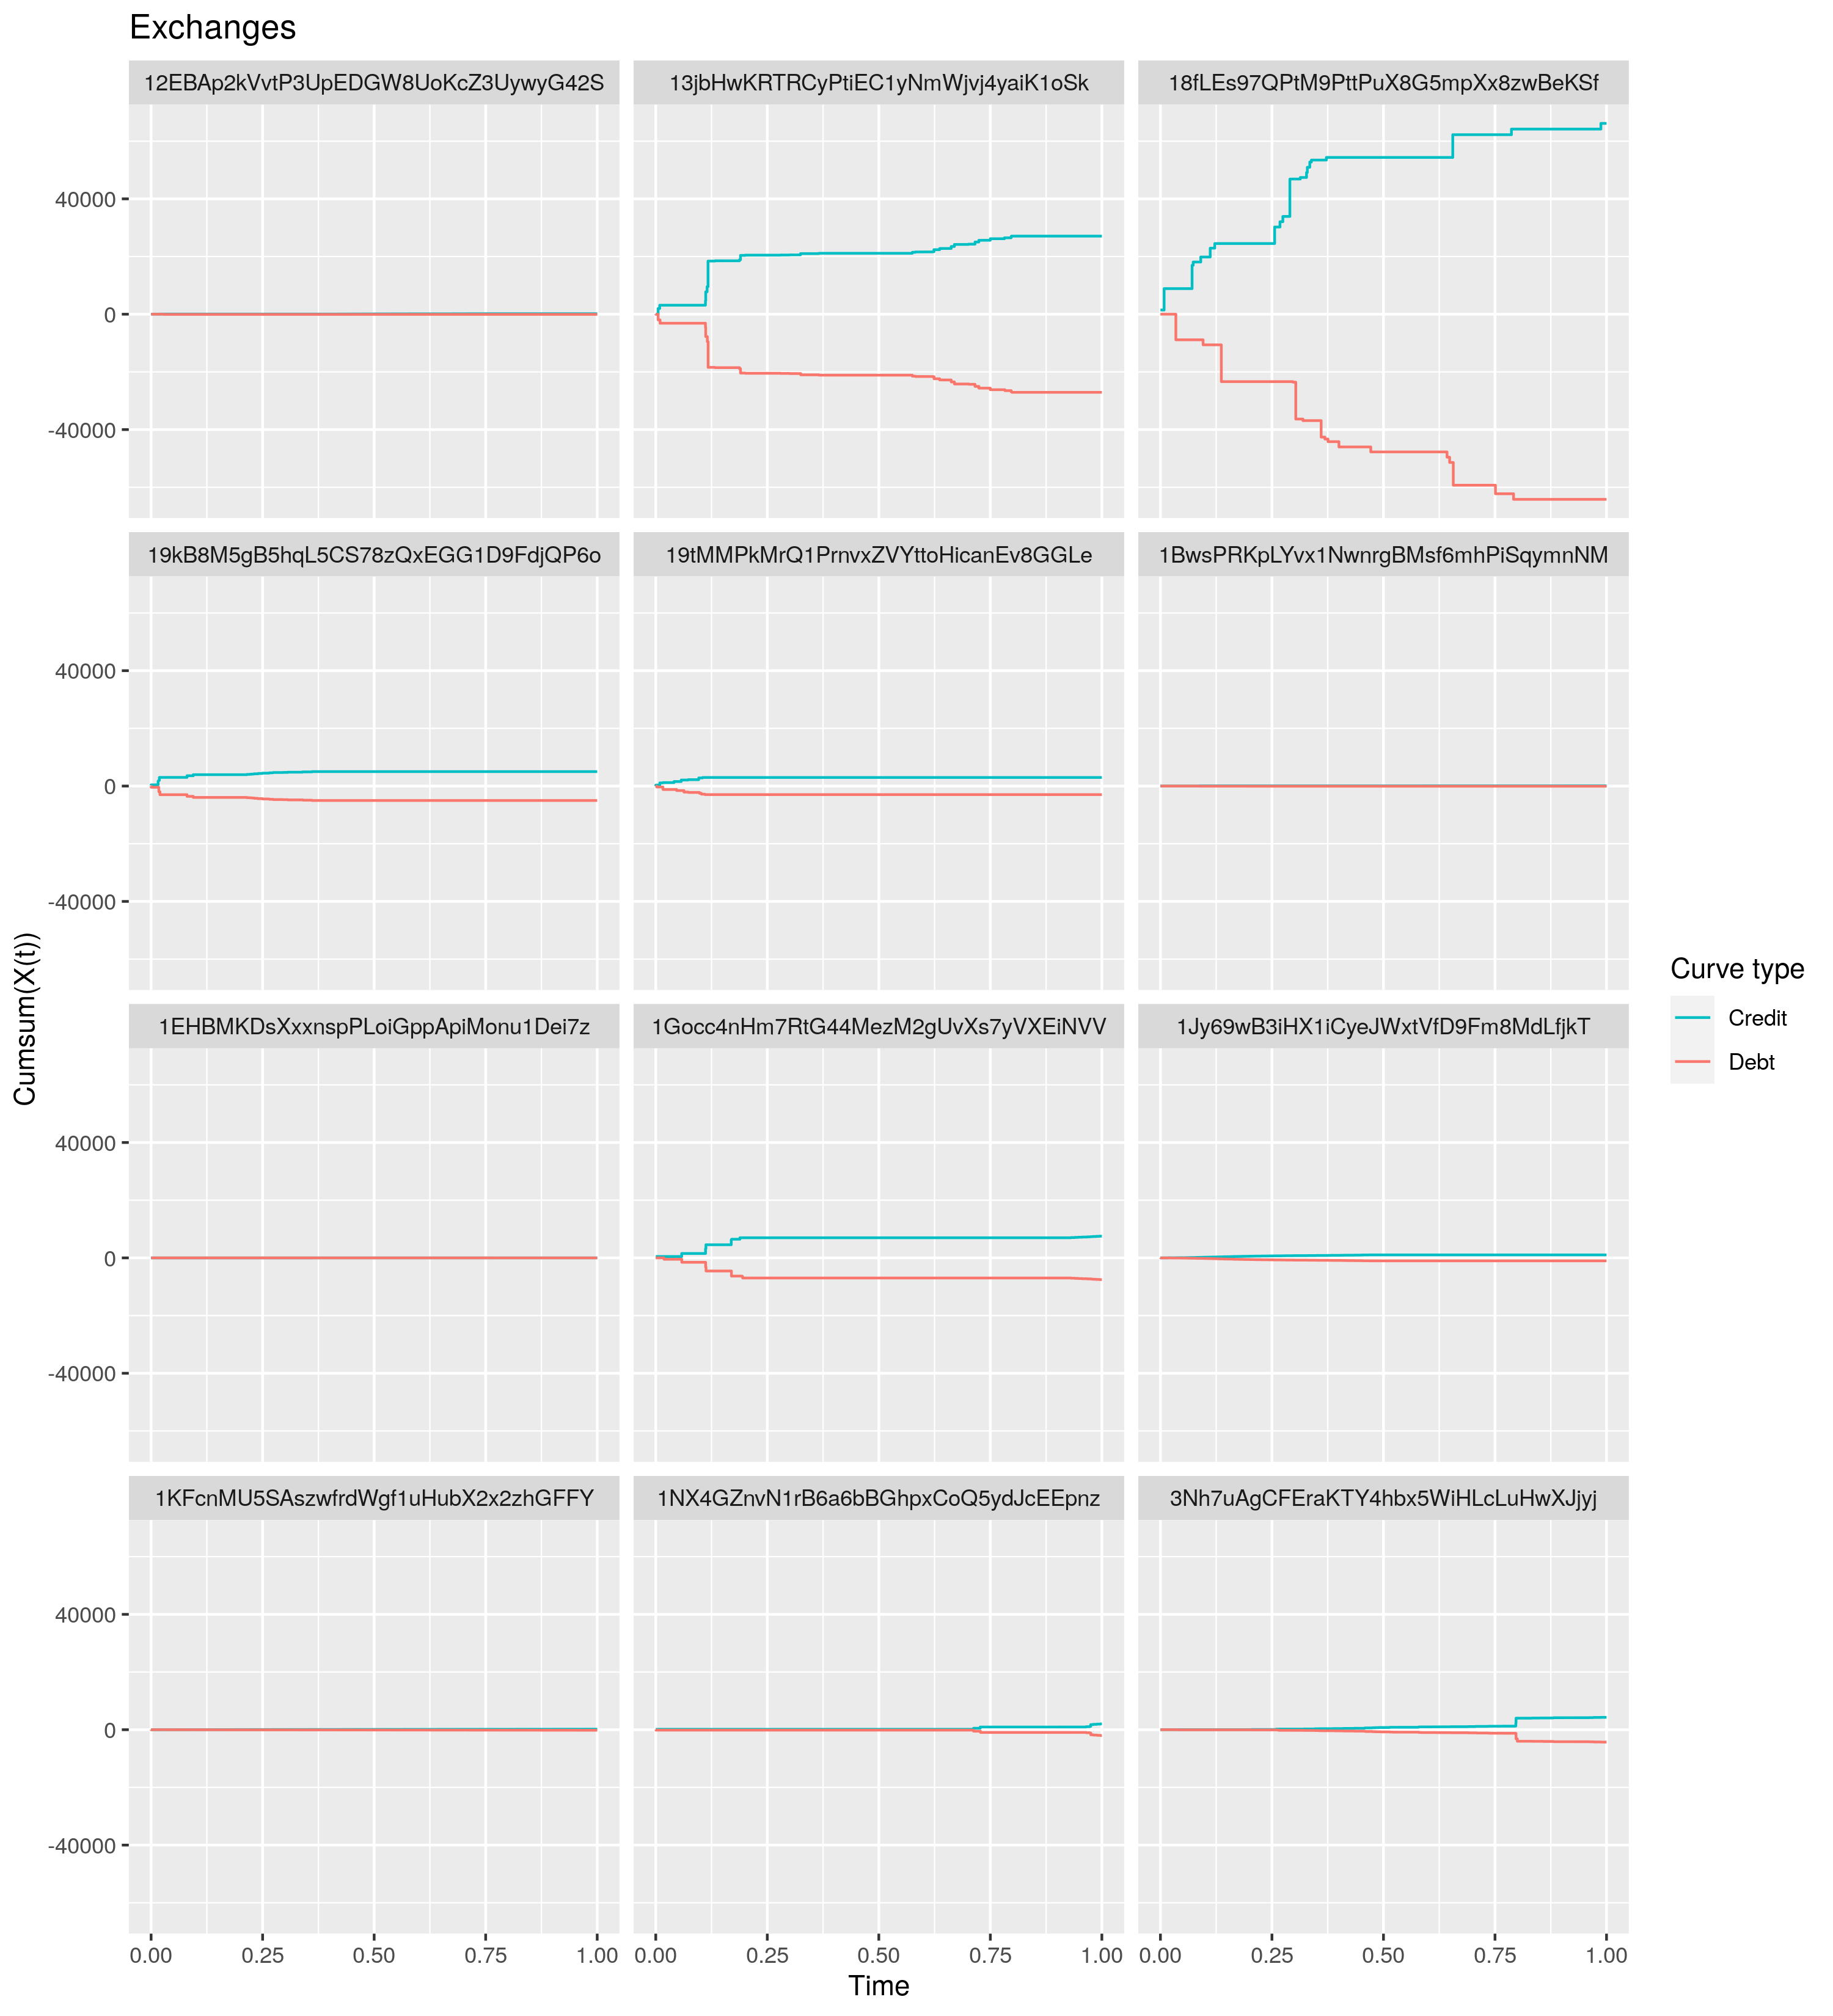 Exchanges
12EBAp2kVvtP3UpEDGW8UoKcZ3UywyG42S 13jbHwKRTRCyPtiEC1yNmWjvj4yaiK1oSk 18fLEs97QPtM9PttPuX8G5mpXx8zwBeKSf
40000
0
-40000
19kB8M5gB5hqL5CS78zQxEGG1D9FdjQP6o 19tMMPkMrQ1PrnvxZVYttoHicanEv8GGLe 1BwsPRKpLYvx1NwnrgBMsf6mhPiSqymnNM
40000
0
-40000
Cumsum(X(t))
1EHBMKDsXxxnspPLoiGppApiMonu1Dei7z 1Gocc4nHm7RtG44MezM2gUvXs7yVXEiNVV 1Jy69wB3iHX1iCyeJWxtVfD9Fm8MdLfjkT
40000
0
-40000
1KFcnMU5SAszwfrdWgf1uHubX2x2zhGFFY 1NX4GZnvN1rB6a6bBGhpxCoQ5ydJcEEpnz 3Nh7uAgCFEraKTY4hbx5WiHLcLuHwXJjyj
40000
0
-40000
0.00 0.25 0.50 0.75 1.00 0.00 0.25 0.50 0.75 1.00 0.00 0.25 0.50 0.75 1.00
Time
Curve type
Credit
Debt